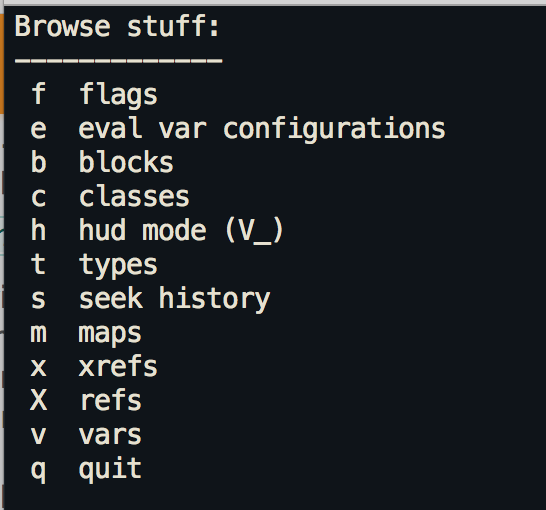 Browse stuff:
-------------
f  flags
e  eval var configurations
b  blocks
c  classes
h  hud mode (V_)
t  types
s  seek history
m  maps
x  xrefs
X  refs
v  vars
q  quit